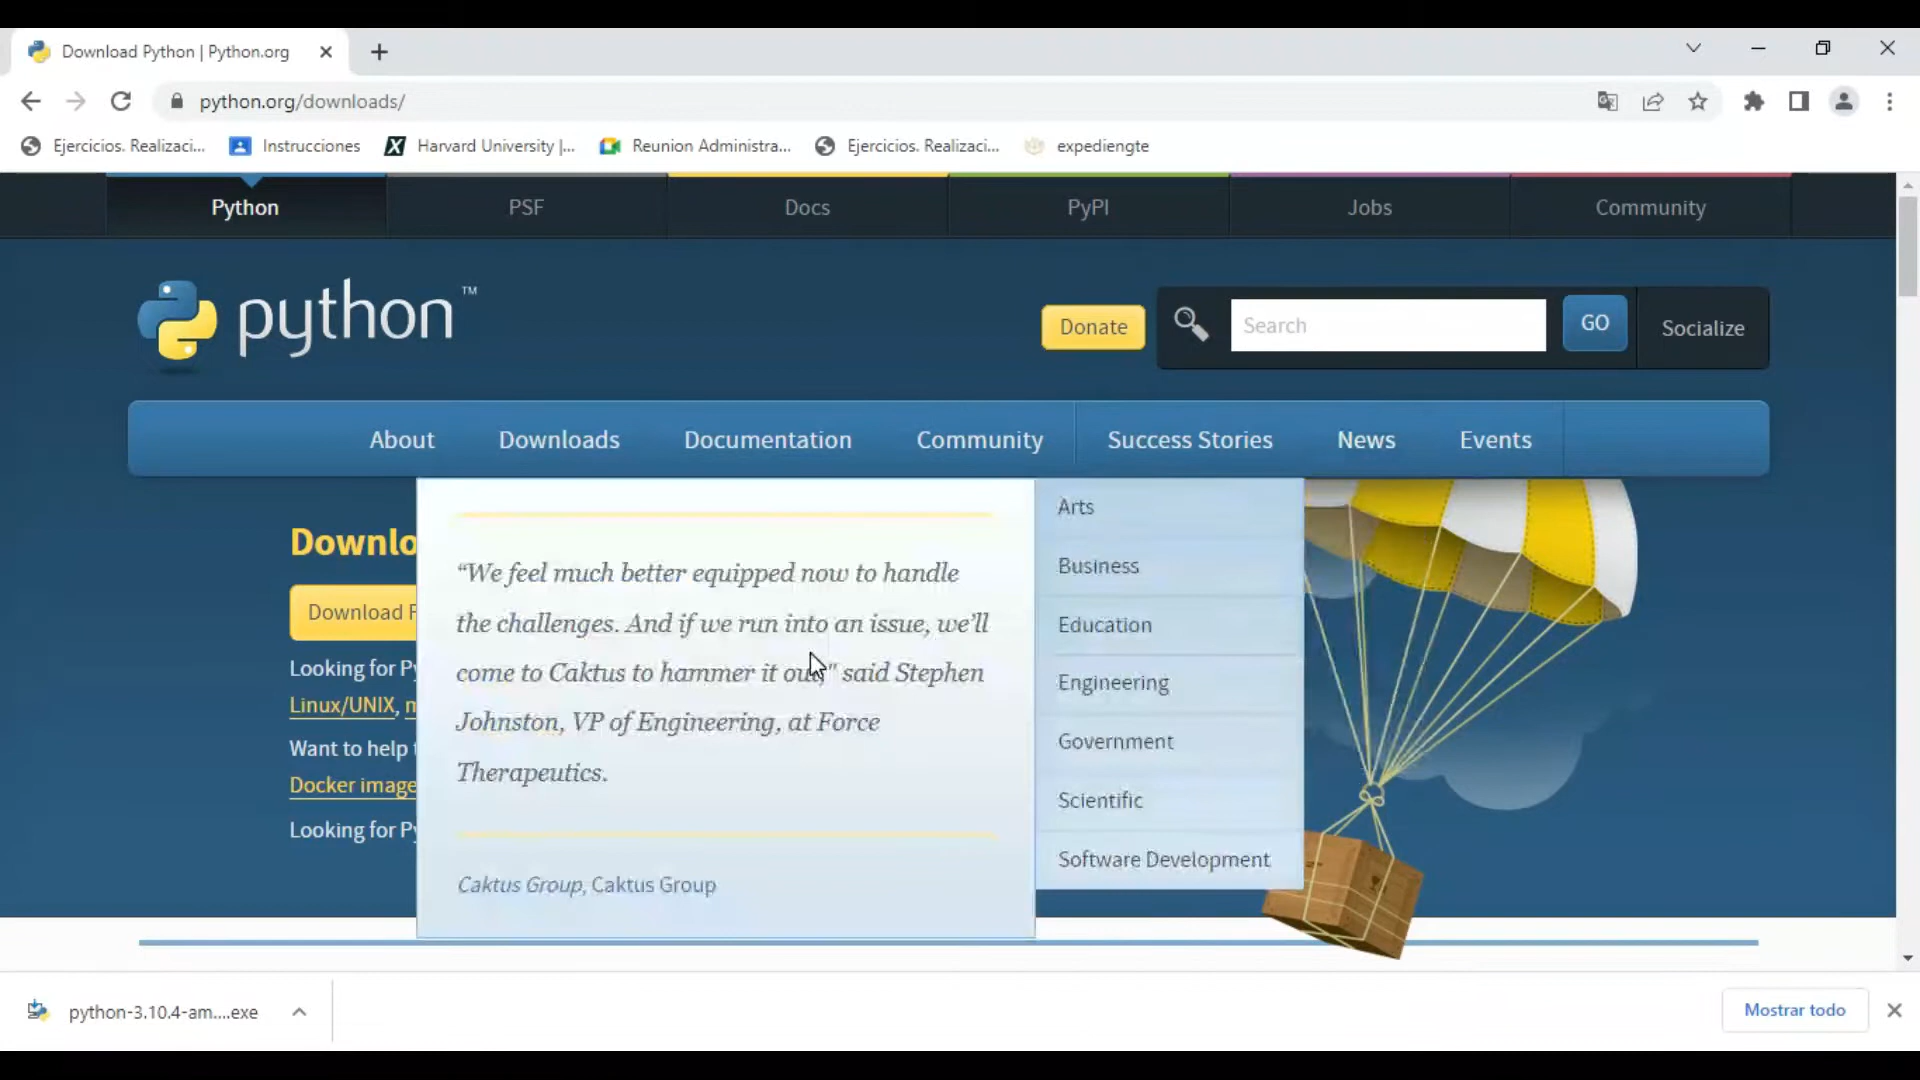 Download Python | Python.org
python.org/downloads/
Ejercicios. Realizaci...
Instrucciones
Harvard University |...
Reunion Administra...
Ejercicios. Realizaci...
expediengte
Python
PSF
Docs
PyPI
Jobs
Community
python™
Donate
Search
GO
Socialize
About
Downloads
Documentation
Community
Success Stories
News
Events
Downlo
Download
Looking for Py
Linux/UNIX,
Want to help
Docker image
Looking for Py
“We feel much better equipped now to handle
the challenges. And if we run into an issue, we’ll
come to Caktus to hammer it out," said Stephen
Johnston, VP of Engineering, at Force
Therapeutics.
Caktus Group, Caktus Group
Arts
Business
Education
Engineering
Government
Scientific
Software Development
python-3.10.4-am....exe
Mostrar todo